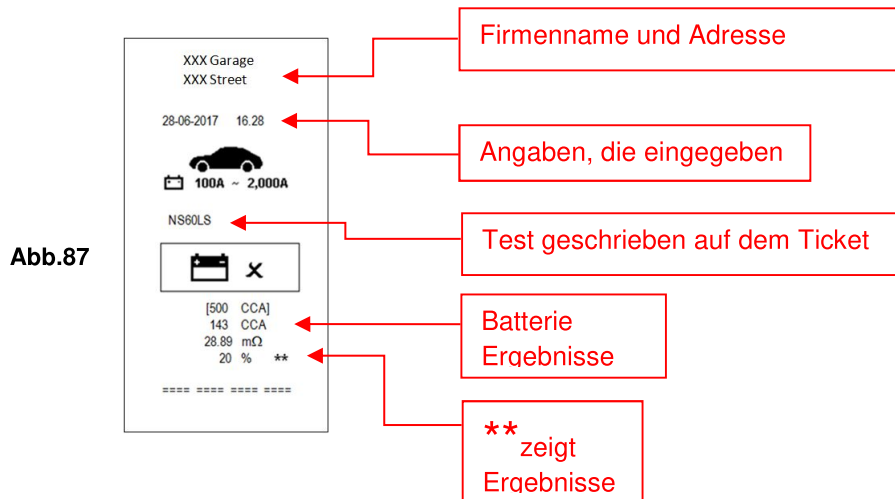 Firmenname und Adresse
XXX Garage
XXX Street
28-06-2017 16.28
Angaben, die eingegeben
100A ~ 2,000A
NS60LS
Test geschrieben auf dem Ticket
Abb.87
x
[500 CCA]
143 CCA
28.89 mΩ
20 % **
Batterie
Ergebnisse
==== ==== ==== ====
**zeigt
Ergebnisse